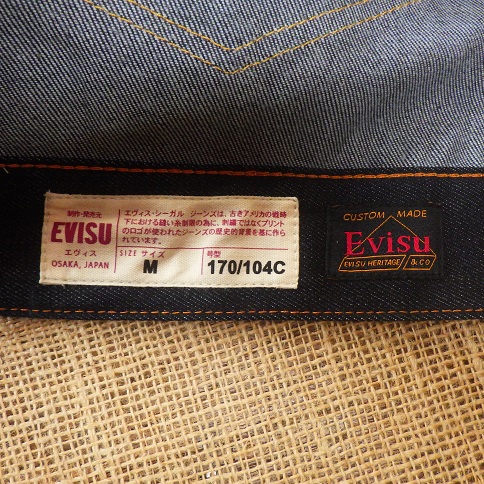 制作・発売元
EVISU
エヴィス
OSAKA, JAPAN
エヴィス・シーガル ジーンズは、古きアメリカの戦時
下における縫い糸制限の為に、刺繍ではなくプリント
のロゴが使われたジーンズの歴史的背景を基に作ら
れています。
SIZE サイズ
M
号型
170/104C
CUSTOM MADE
Evisu
EVISU HERITAGE
& CO